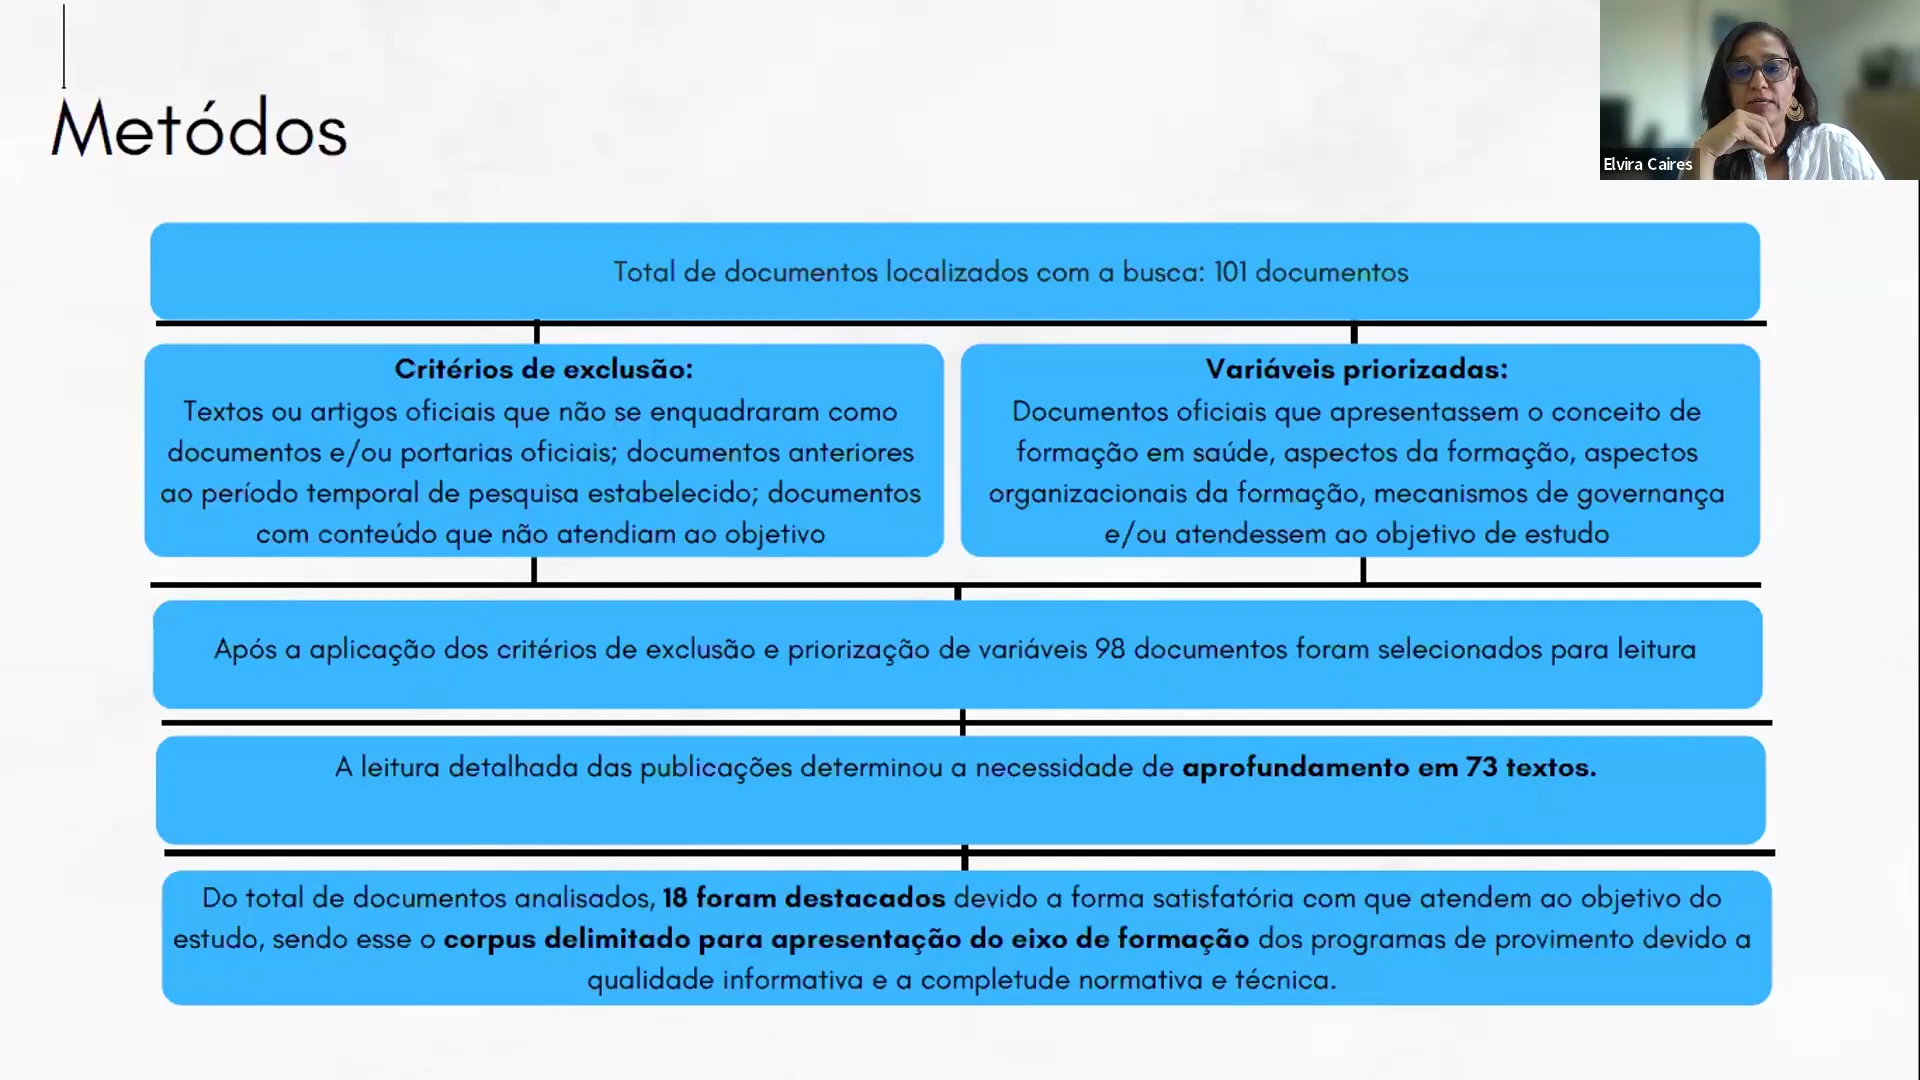 Metódos
Elvira Caires
Total de documentos localizados com a busca: 101 documentos
Critérios de exclusão:
Textos ou artigos oficiais que não se enquadraram como
documentos e/ou portarias oficiais; documentos anteriores
ao período temporal de pesquisa estabelecido; documentos
com conteúdo que não atendiam ao objetivo
Variáveis priorizadas:
Documentos oficiais que apresentassem o conceito de
formação em saúde, aspectos da formação, aspectos
organizacionais da formação, mecanismos de governança
e/ou atendessem ao objetivo de estudo
Após a aplicação dos critérios de exclusão e priorização de variáveis 98 documentos foram selecionados para leitura
A leitura detalhada das publicações determinou a necessidade de aprofundamento em 73 textos.
Do total de documentos analisados, 18 foram destacados devido a forma satisfatória com que atendem ao objetivo do
estudo, sendo esse o corpus delimitado para apresentação do eixo de formação dos programas de provimento devido a
qualidade informativa e a completude normativa e técnica.